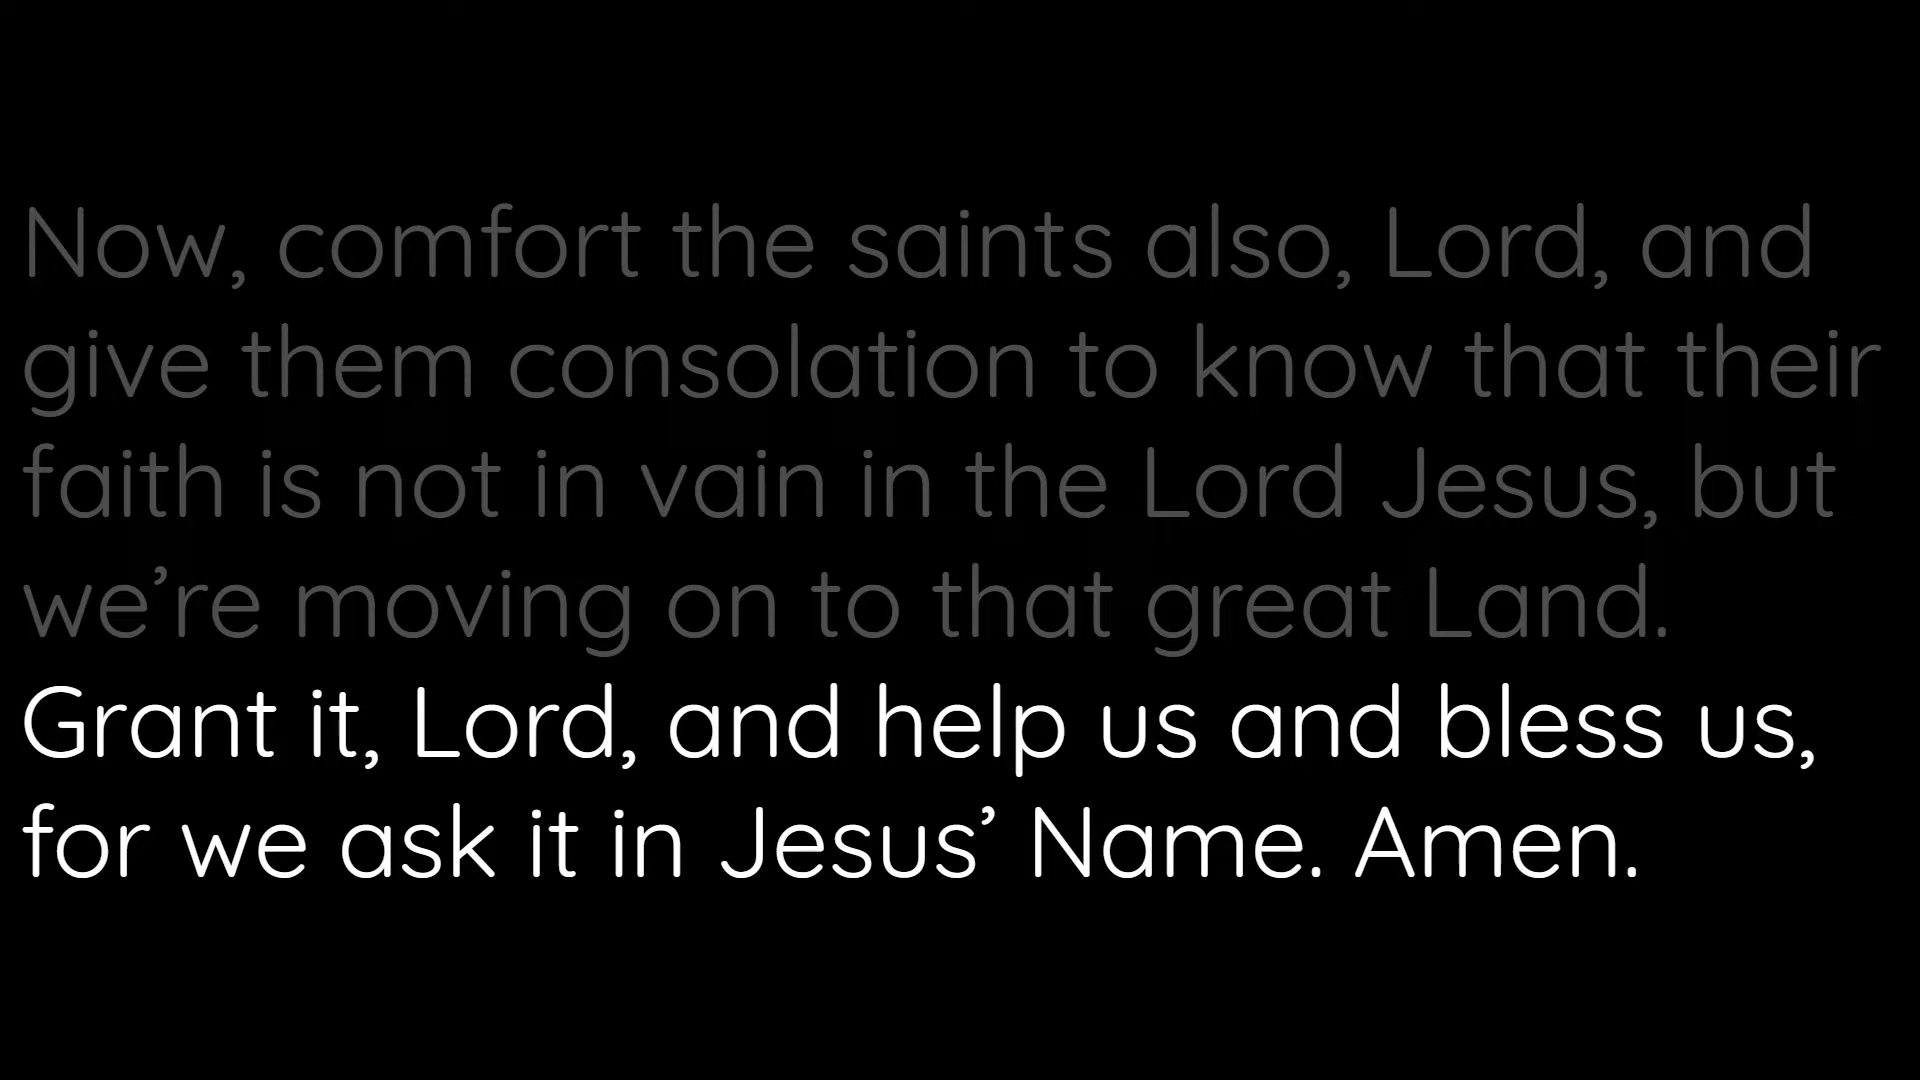 Now, comfort the saints also, Lord, and
give them consolation to know that their
faith is not in vain in the Lord Jesus, but
we’re moving on to that great Land.
Grant it, Lord, and help us and bless us,
for we ask it in Jesus’ Name. Amen.